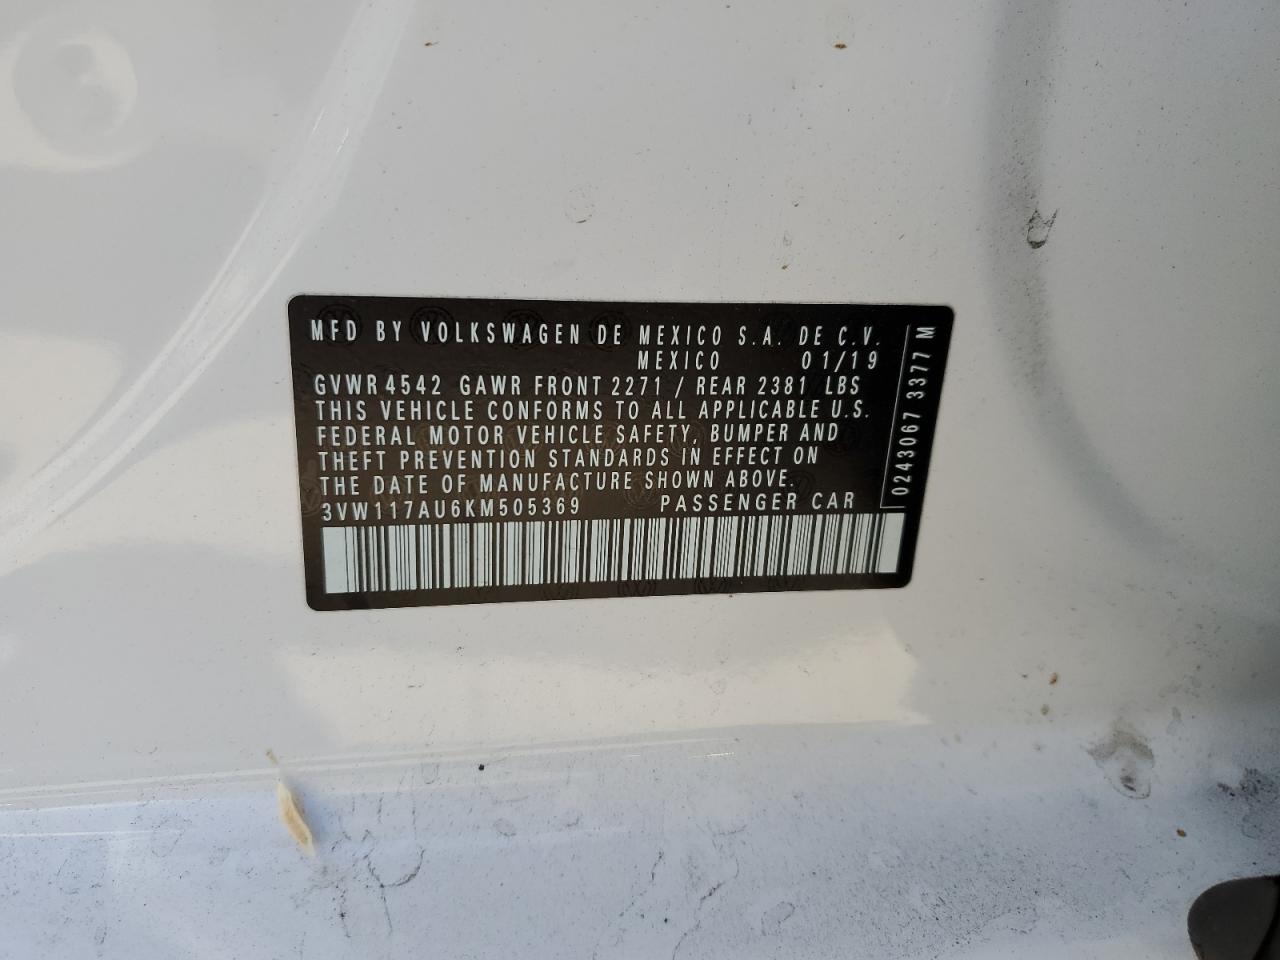 MFD BY VOLKSWAGEN DE MEXICO S.A. DE C.V.
MEXICO 01/19
GVWR 4542 GAWR FRONT 2271 / REAR 2381 LBS
THIS VEHICLE CONFORMS TO ALL APPLICABLE U.S.
FEDERAL MOTOR VEHICLE SAFETY, BUMPER AND
THEFT PREVENTION STANDARDS IN EFFECT ON
THE DATE OF MANUFACTURE SHOWN ABOVE.
3VW117AU6KM505369 PASSENGER CAR
0243067 3377 M